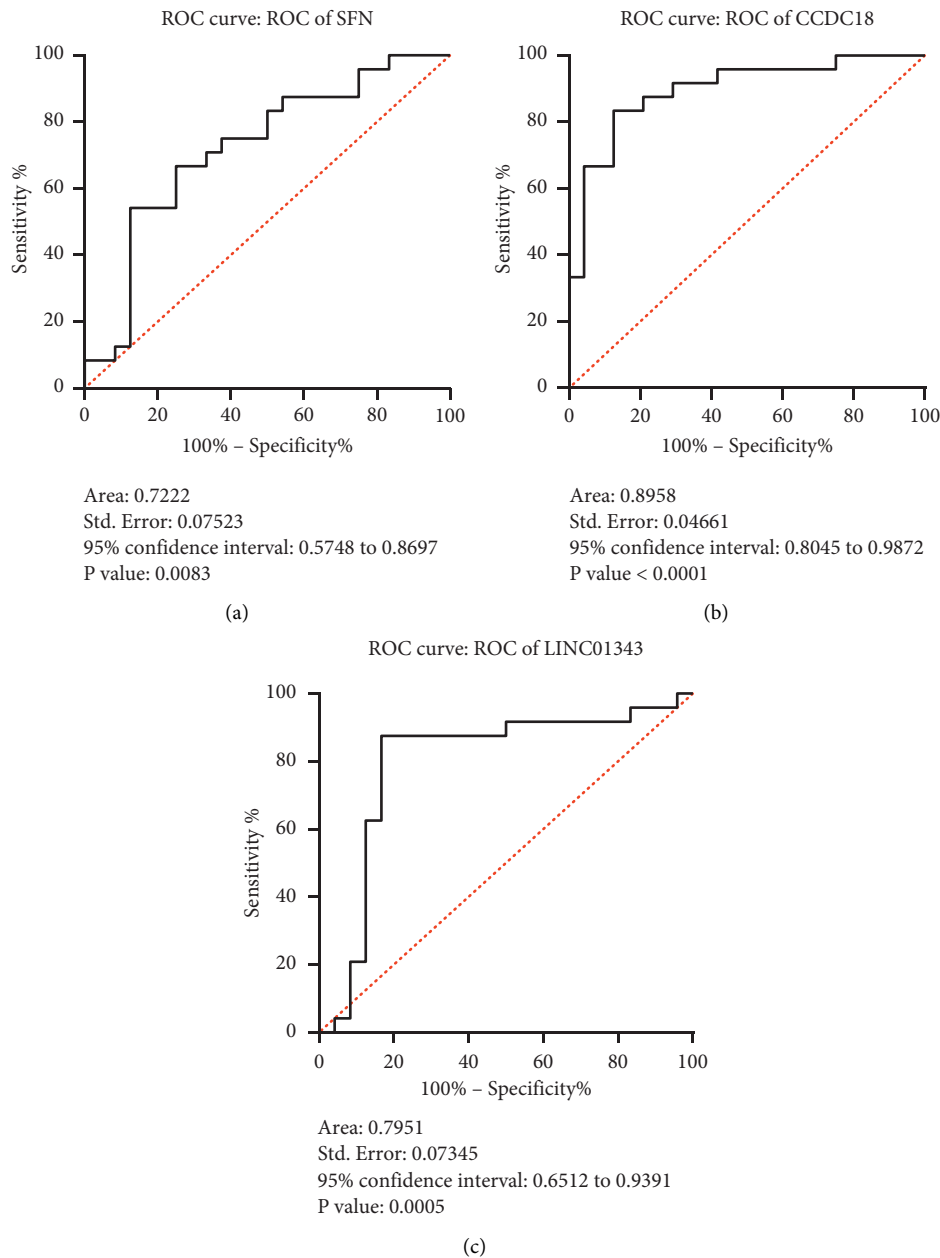 ROC curve: ROC of SFN
100
80
60
40
20
0
Sensitivity %
0 20 40 60 80 100
100% – Specificity%
Area: 0.7222
Std. Error: 0.07523
95% confidence interval: 0.5748 to 0.8697
P value: 0.0083
(a)
ROC curve: ROC of CCDC18
100
80
60
40
20
0
Sensitivity %
0 20 40 60 80 100
100% – Specificity%
Area: 0.8958
Std. Error: 0.04661
95% confidence interval: 0.8045 to 0.9872
P value < 0.0001
(b)
ROC curve: ROC of LINC01343
100
80
60
40
20
0
Sensitivity %
0 20 40 60 80 100
100% – Specificity%
Area: 0.7951
Std. Error: 0.07345
95% confidence interval: 0.6512 to 0.9391
P value: 0.0005
(c)